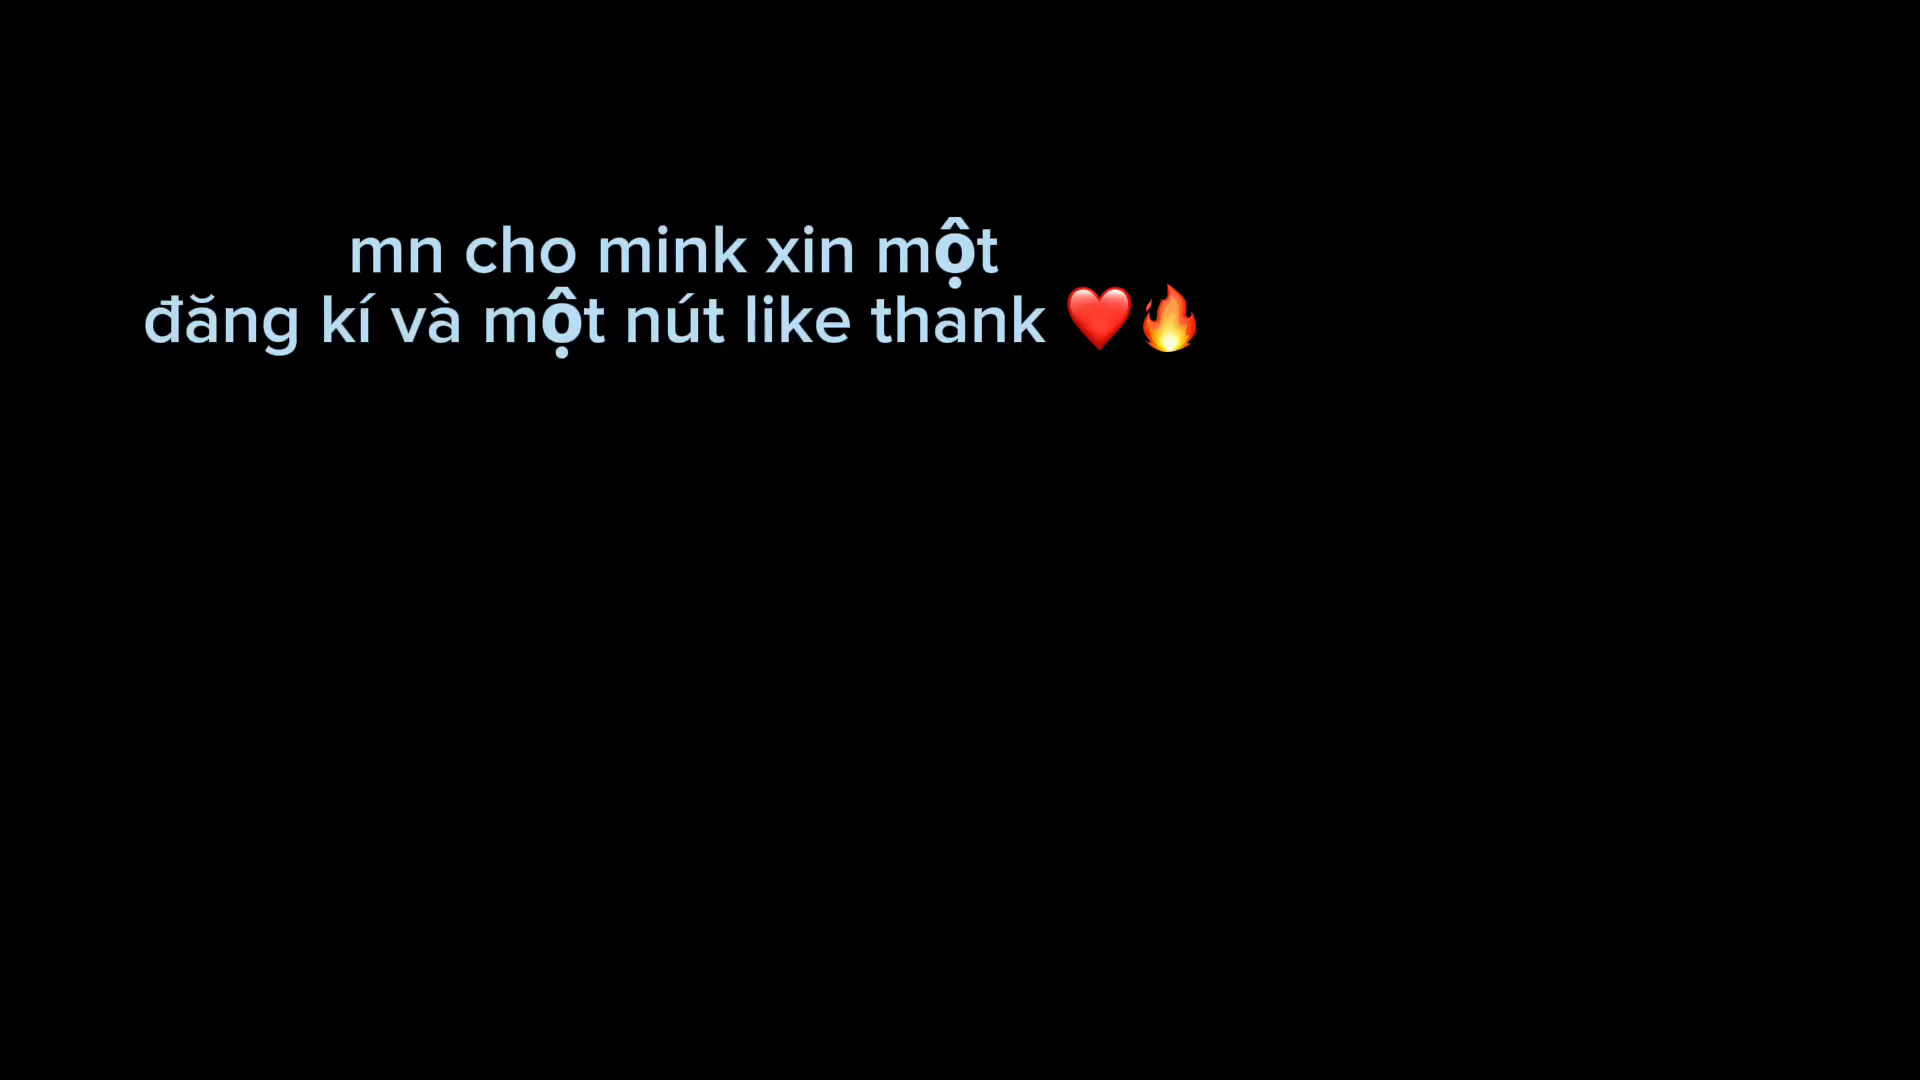 mn cho mink xin một
đăng kí và một nút like thank ❤️🔥